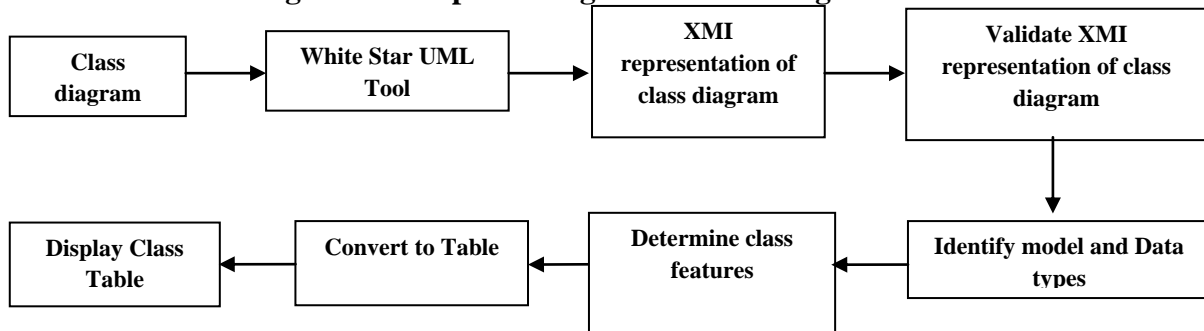 Class
diagram
White Star UML
Tool
XMI
representation of
class diagram
Validate XMI
representation of class
diagram
Identify model and Data
types
Determine class
features
Convert to Table
Display Class
Table